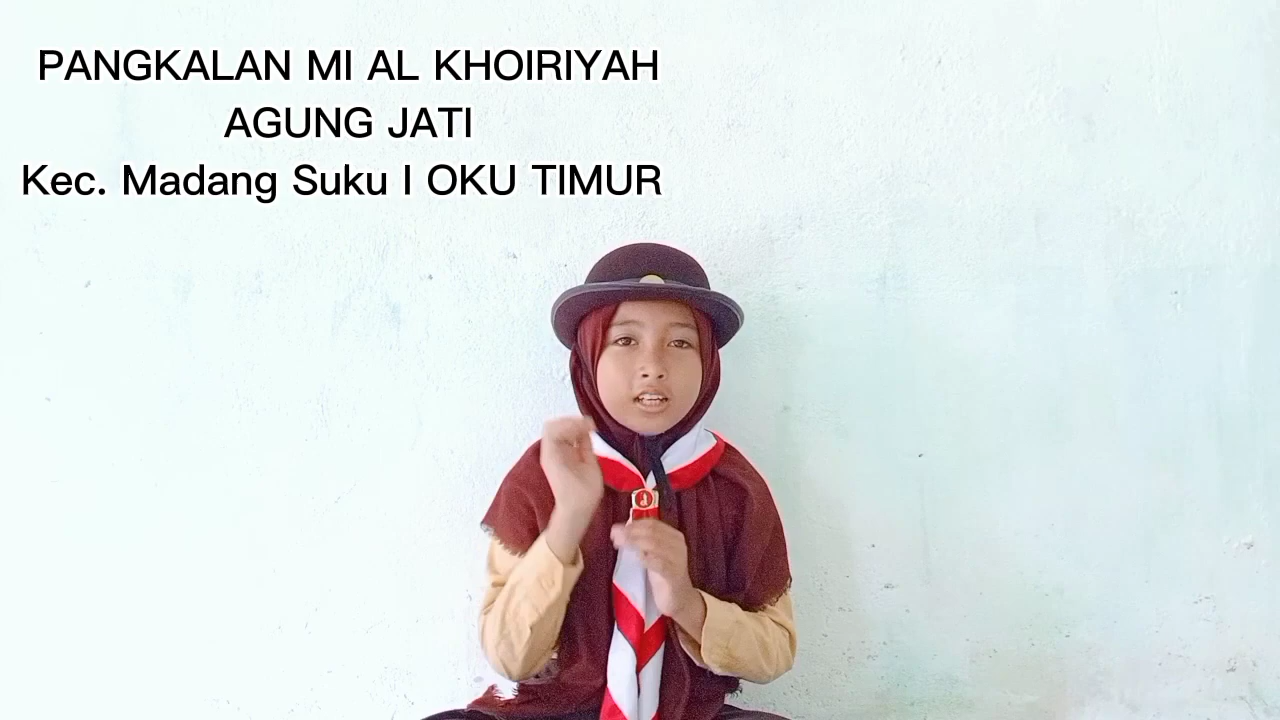 PANGKALAN MI AL KHOIRIYAH
AGUNG JATI
Kec. Madang Suku I OKU TIMUR